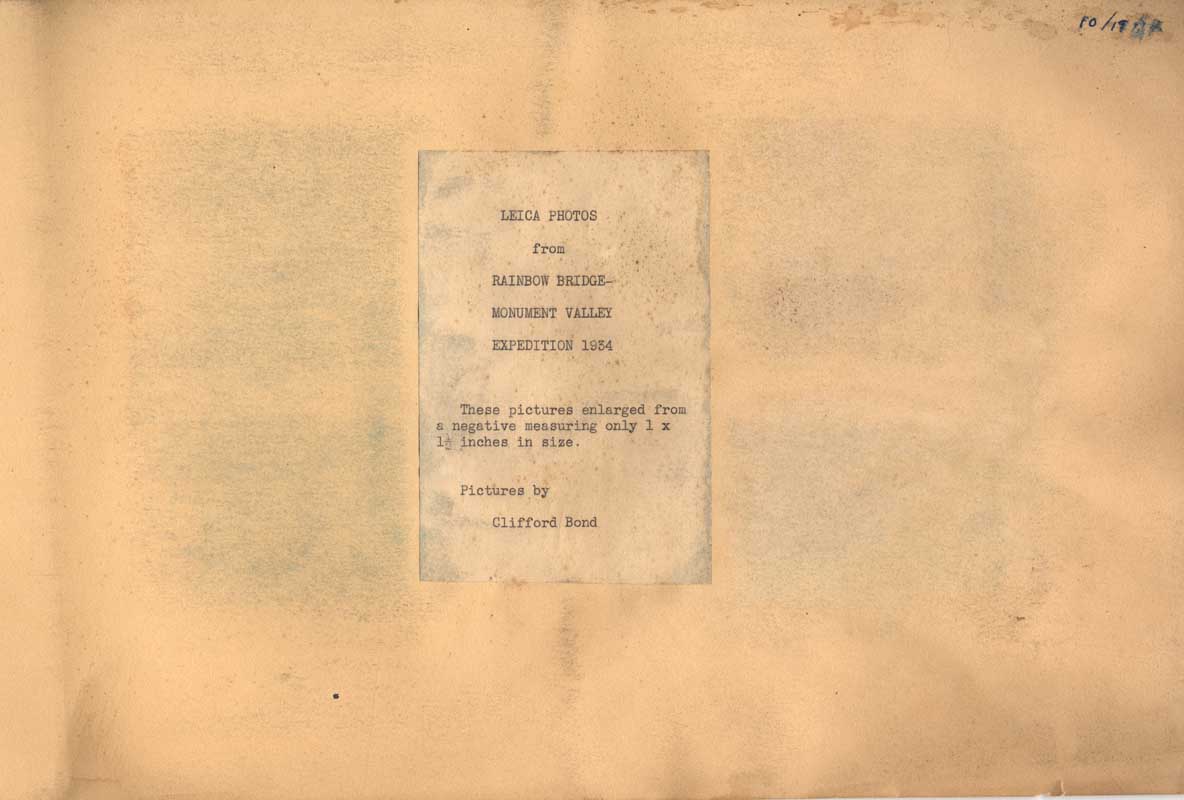 LEICA PHOTOS
from
RAINBOW BRIDGE-
MONUMENT VALLEY
EXPEDITION 1934
These pictures enlarged from
a negative measuring only 1 x
1½ inches in size.
Pictures by
Clifford Bond